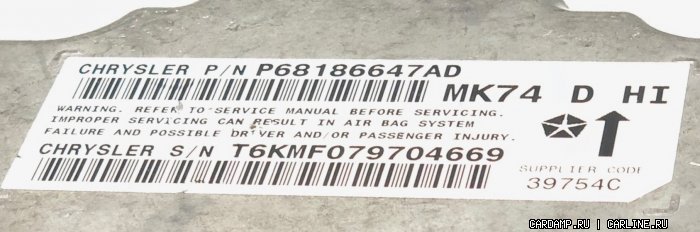 CHRYSLER P/N P68186647AD
MK74 D HI
WARNING. REFER TO SERVICE MANUAL BEFORE SERVICING.
IMPROPER SERVICING CAN RESULT IN AIR BAG SYSTEM
FAILURE AND POSSIBLE DRIVER AND/OR PASSENGER INJURY.
CHRYSLER S/N T6KMF079704669
SUPPLIER CODE
39754C
CARDAMP.RU | CARLINE.RU